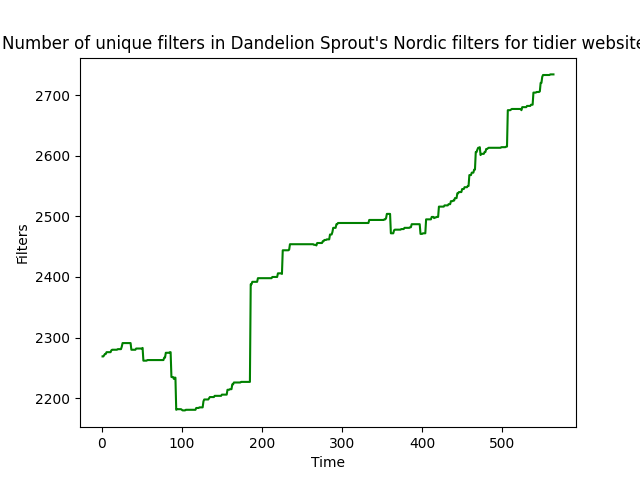 Number of unique filters in Dandelion Sprout's Nordic filters for tidier website
Filters
2700
2600
2500
2400
2300
2200
0 100 200 300 400 500
Time